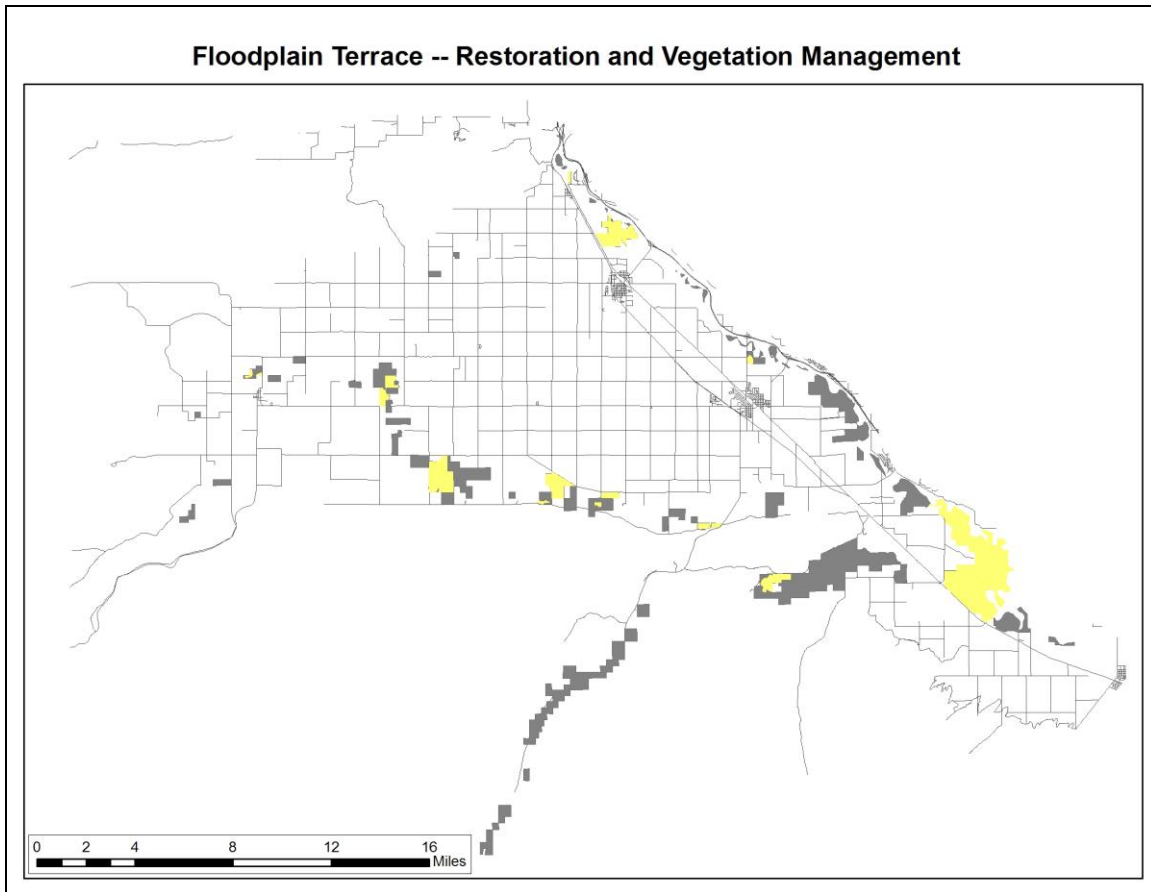 Floodplain Terrace -- Restoration and Vegetation Management
0 2 4 8 12 16
Miles